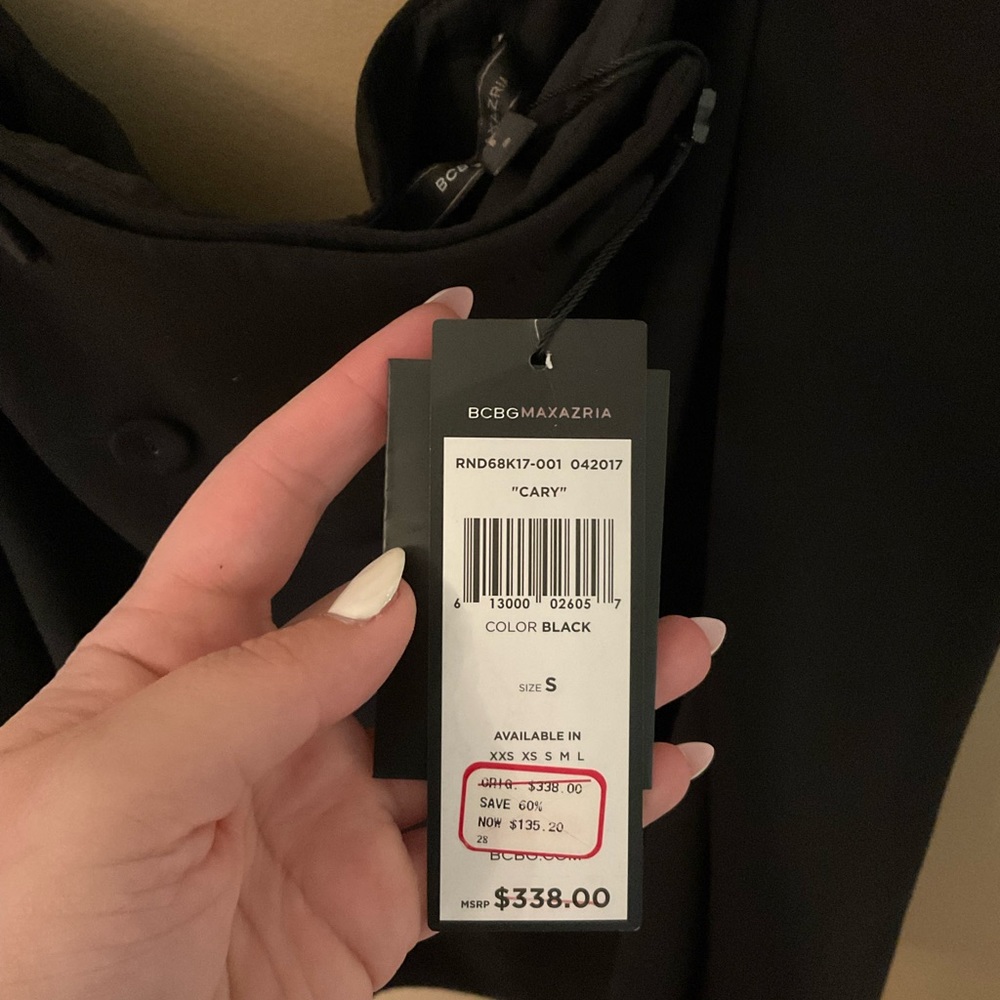 BCBGMAXAZRIA
RND68K17-001 042017
"CARY"
6 13000 02605 7
COLOR BLACK
SIZE S
AVAILABLE IN
XXS XS S M L
ORIG. $338.00
SAVE 60%
NOW $135.20
28
BCBG.COM
MSRP $338.00